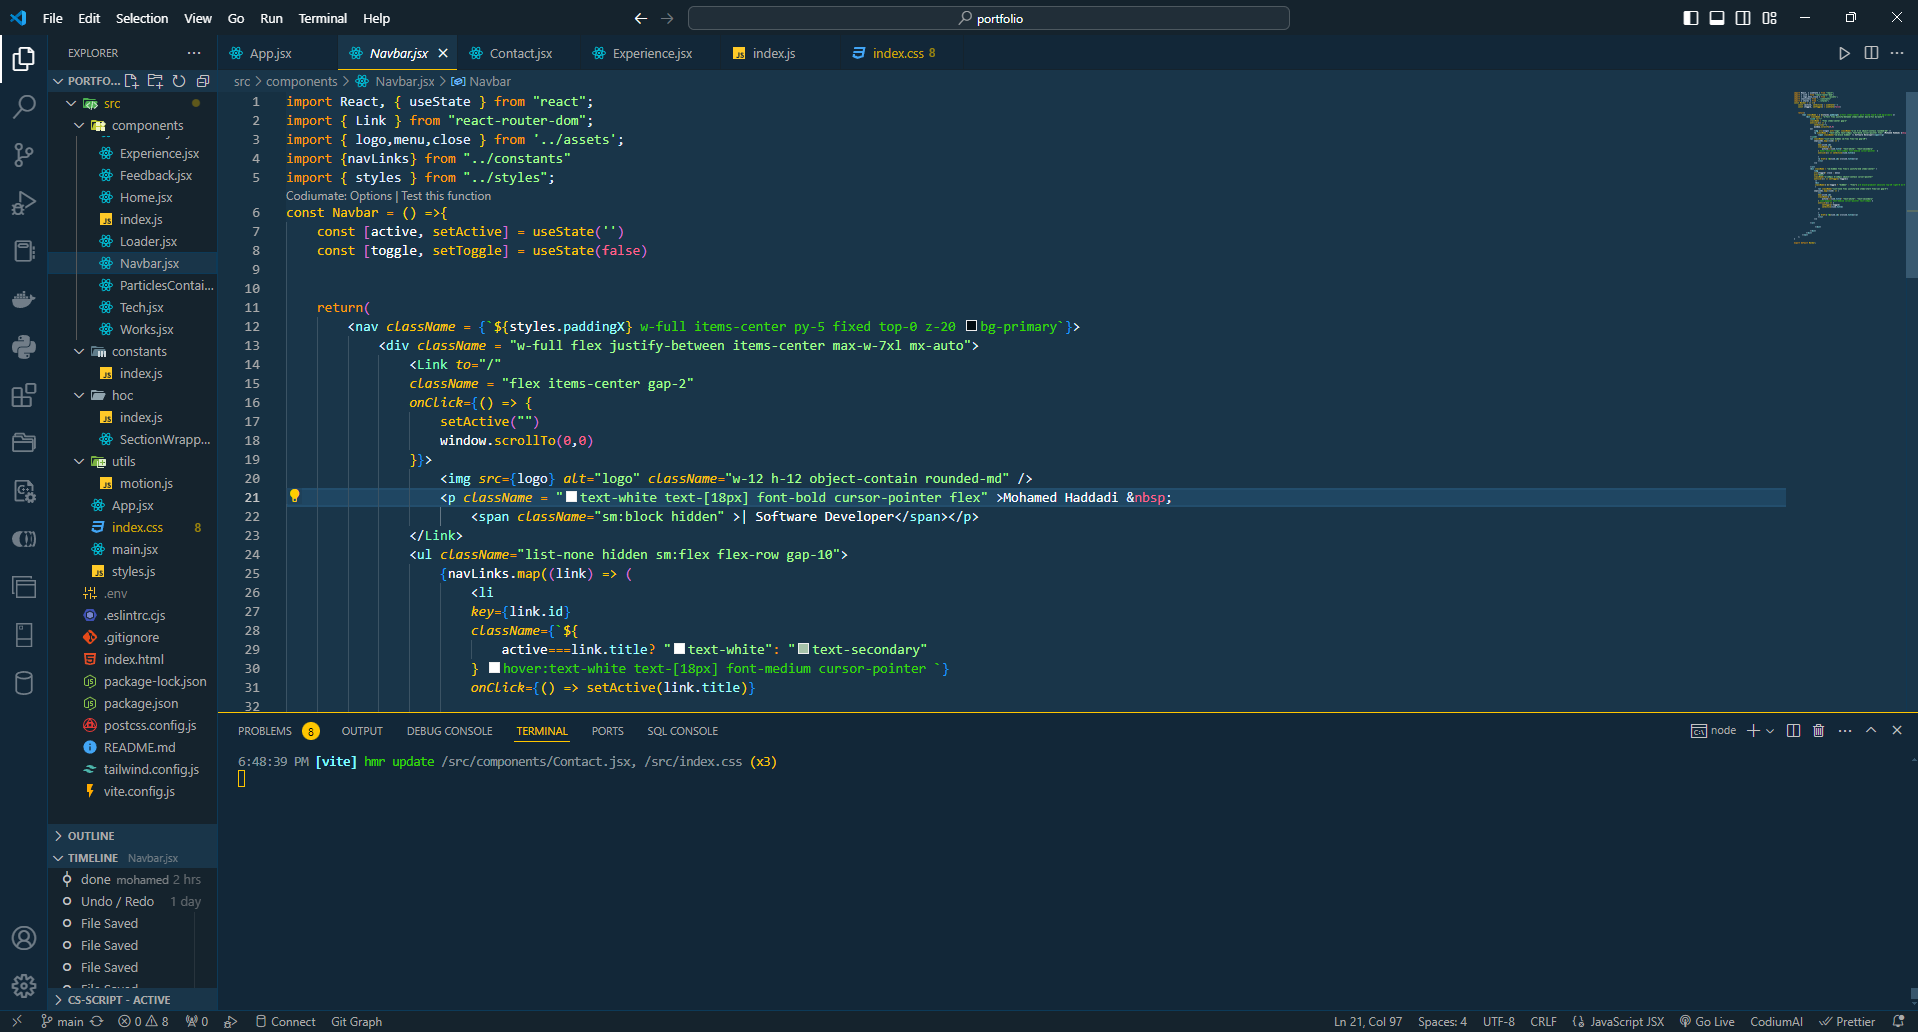 File Edit Selection View Go Run Terminal Help
portfolio
EXPLORER
App.jsx Navbar.jsx Contact.jsx Experience.jsx index.js index.css 8
PORTFO...
src > components > Navbar.jsx > Navbar
src
components
Experience.jsx
Feedback.jsx
Home.jsx
index.js
Loader.jsx
Navbar.jsx
ParticlesContai...
Tech.jsx
Works.jsx
constants
index.js
hoc
index.js
SectionWrapp...
utils
motion.js
App.jsx
index.css 8
main.jsx
styles.js
.env
.eslintrc.cjs
.gitignore
index.html
package-lock.json
package.json
postcss.config.js
README.md
tailwind.config.js
vite.config.js
OUTLINE
TIMELINE Navbar.jsx
done mohamed 2 hrs
Undo / Redo 1 day
File Saved
File Saved
File Saved
File Saved
CS-SCRIPT - ACTIVE
1 import React, { useState } from "react";
2 import { Link } from "react-router-dom";
3 import { logo,menu,close } from '../assets';
4 import {navLinks} from "../constants"
5 import { styles } from "../styles";
Codiumate: Options | Test this function
6 const Navbar = () =>{
7 const [active, setActive] = useState('')
8 const [toggle, setToggle] = useState(false)
9
10
11 return(
12 <nav className = {`${styles.paddingX} w-full items-center py-5 fixed top-0 z-20 bg-primary`}>
13 <div className = "w-full flex justify-between items-center max-w-7xl mx-auto">
14 <Link to="/"
15 className = "flex items-center gap-2"
16 onClick={() => {
17 setActive("")
18 window.scrollTo(0,0)
19 }}>
20 <img src={logo} alt="logo" className="w-12 h-12 object-contain rounded-md" />
21 <p className = "text-white text-[18px] font-bold cursor-pointer flex" >Mohamed Haddadi &nbsp;
22 <span className="sm:block hidden" >| Software Developer</span></p>
23 </Link>
24 <ul className="list-none hidden sm:flex flex-row gap-10">
25 {navLinks.map((link) => (
26 <li
27 key={link.id}
28 className={`${
29 active===link.title? "text-white": "text-secondary"
30 } hover:text-white text-[18px] font-medium cursor-pointer `}
31 onClick={() => setActive(link.title)}
32
PROBLEMS 8 OUTPUT DEBUG CONSOLE TERMINAL PORTS SQL CONSOLE
node
6:48:39 PM [vite] hmr update /src/components/Contact.jsx, /src/index.css (x3)
main 0 8 0 Connect Git Graph
Ln 21, Col 97 Spaces: 4 UTF-8 CRLF JavaScript JSX Go Live CodiumAI Prettier